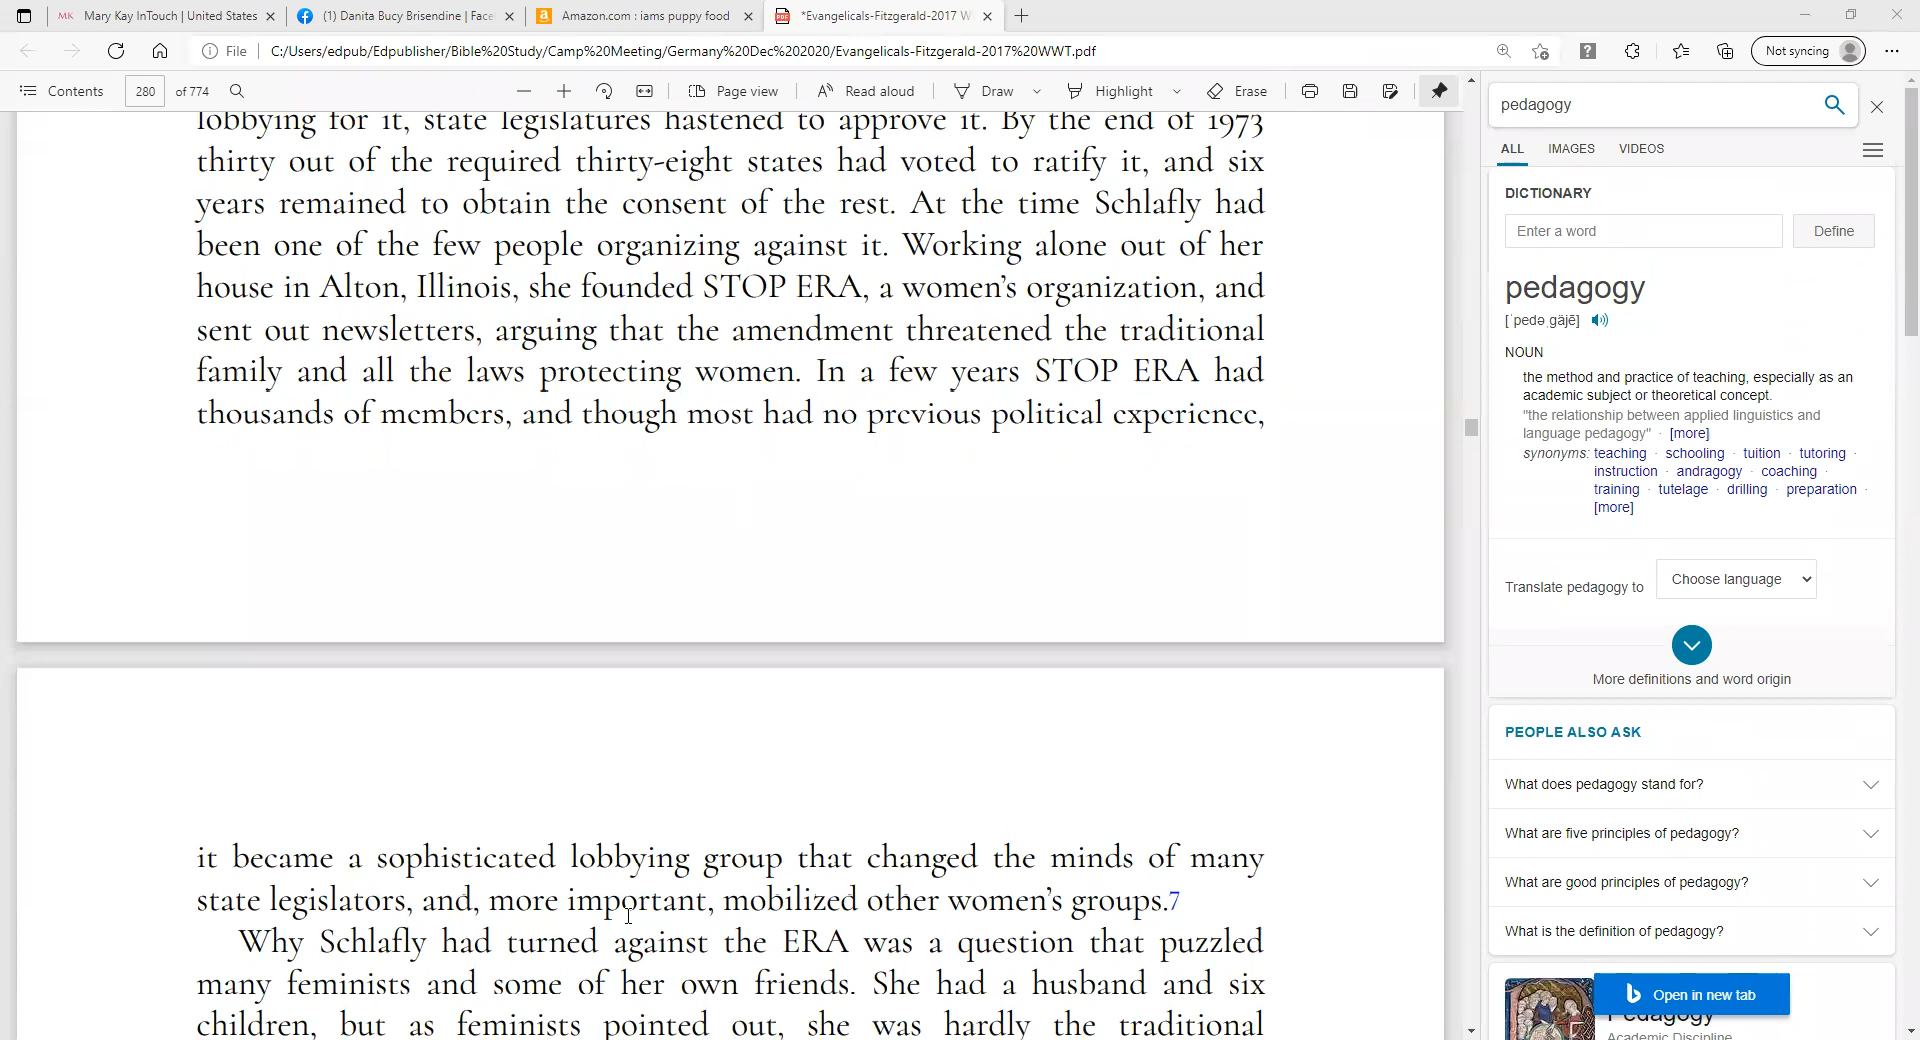 Mary Kay InTouch | United States
(1) Danita Bucy Brisendine | Face
Amazon.com : iams puppy food
*Evangelicals-Fitzgerald-2017 W
File
C:/Users/edpub/Edpublisher/Bible%20Study/Camp%20Meeting/Germany%20Dec%202020/Evangelicals-Fitzgerald-2017%20WWT.pdf
Not syncing
Contents
280
of 774
Page view
Read aloud
Draw
Highlight
Erase
lobbying for it, state legislatures hastened to approve it. By the end of 1973
thirty out of the required thirty-eight states had voted to ratify it, and six
years remained to obtain the consent of the rest. At the time Schlafly had
been one of the few people organizing against it. Working alone out of her
house in Alton, Illinois, she founded STOP ERA, a women's organization, and
sent out newsletters, arguing that the amendment threatened the traditional
family and all the laws protecting women. In a few years STOP ERA had
thousands of members, and though most had no previous political experience,
it became a sophisticated lobbying group that changed the minds of many
state legislators, and, more important, mobilized other women's groups.7
Why Schlafly had turned against the ERA was a question that puzzled
many feminists and some of her own friends. She had a husband and six
children, but as feminists pointed out, she was hardly the traditional
pedagogy
ALL
IMAGES
VIDEOS
DICTIONARY
Enter a word
Define
pedagogy
[ˈpedəˌɡäjē]
NOUN
the method and practice of teaching, especially as an
academic subject or theoretical concept.
"the relationship between applied linguistics and
language pedagogy" · [more]
synonyms: teaching · schooling · tuition · tutoring ·
instruction · andragogy · coaching ·
training · tutelage · drilling · preparation ·
[more]
Translate pedagogy to
Choose language
More definitions and word origin
PEOPLE ALSO ASK
What does pedagogy stand for?
What are five principles of pedagogy?
What are good principles of pedagogy?
What is the definition of pedagogy?
Open in new tab
Pedagogy
Academic Discipline